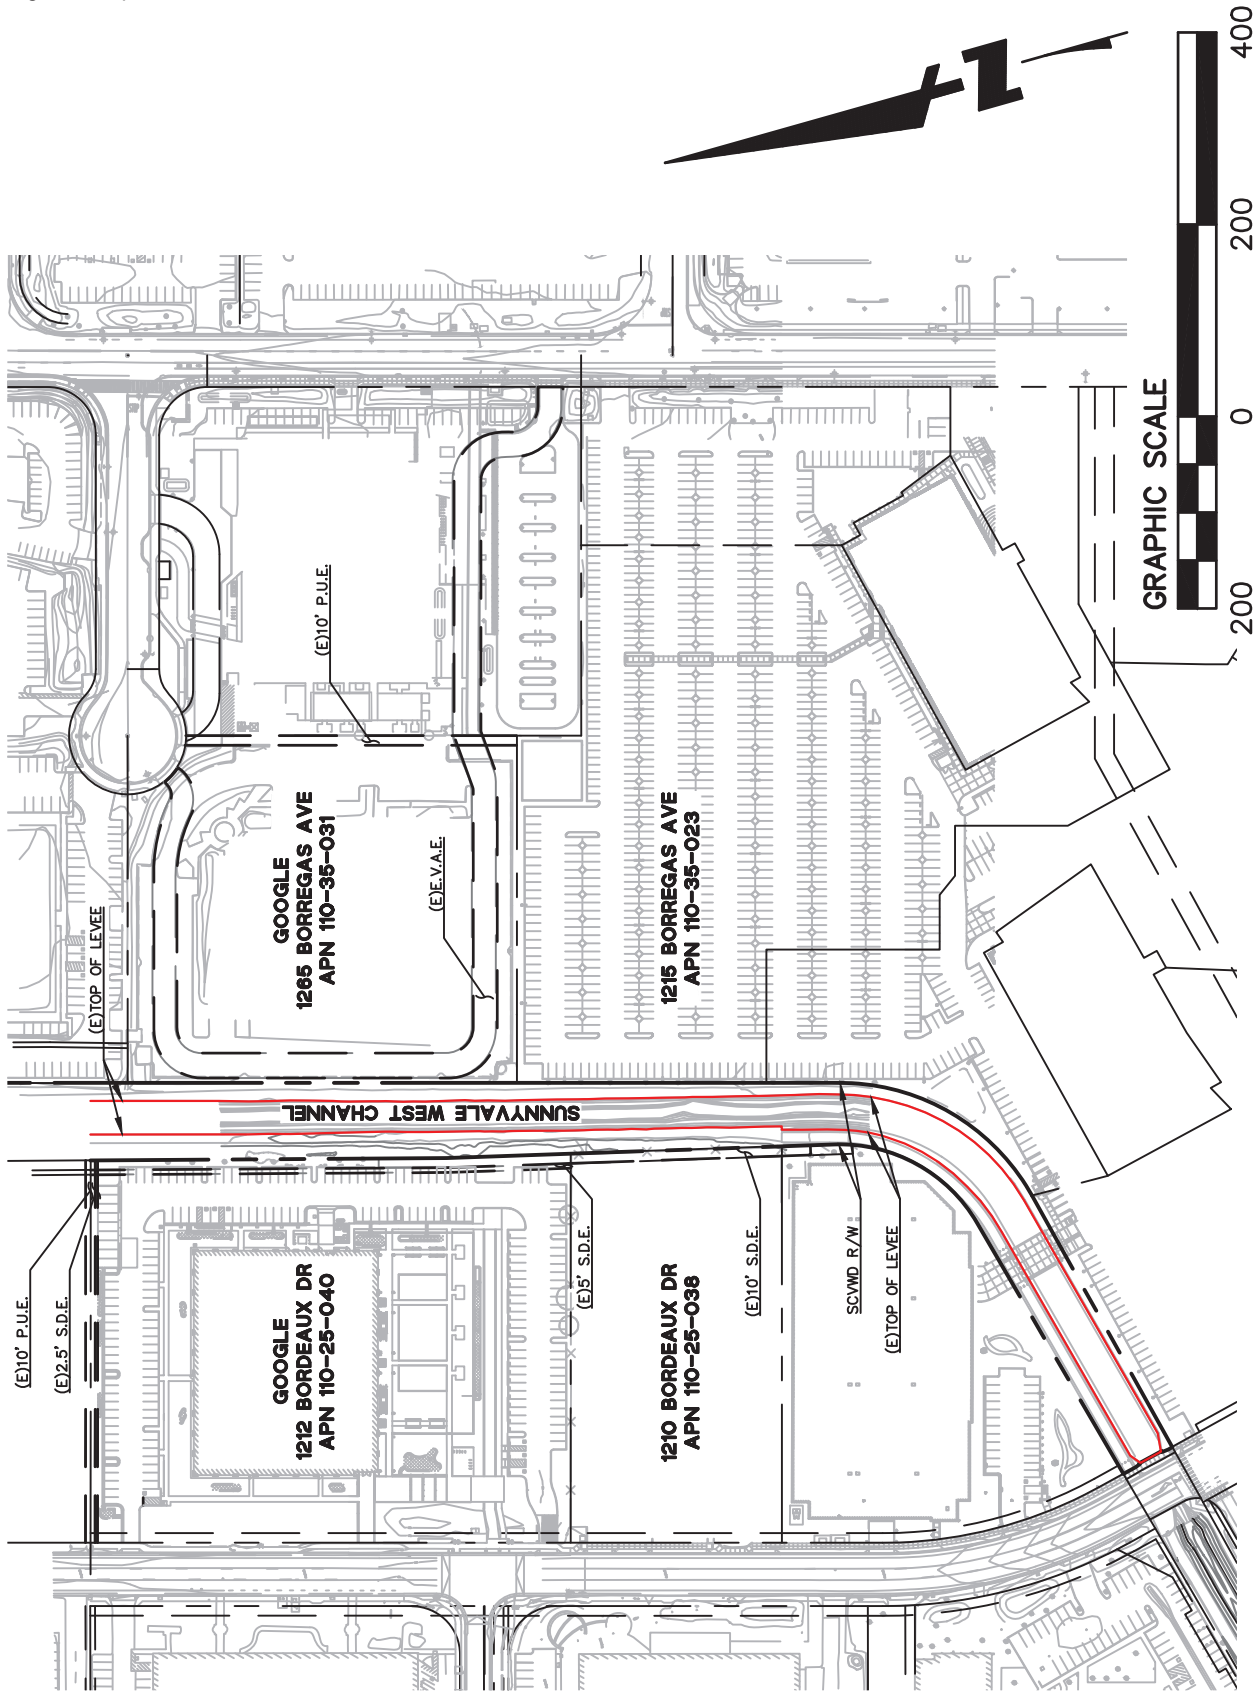 400
200
0
200
GRAPHIC SCALE
Z
(E)10' P.U.E.
GOOGLE
1265 BORREGAS AVE
APN 110-35-031
(E)E.V.A.E.
1215 BORREGAS AVE
APN 110-35-023
(E)TOP OF LEVEE
SUNNYVALE WEST CHANNEL
(E)10' P.U.E.
(E)2.5' S.D.E.
GOOGLE
1212 BORDEAUX DR
APN 110-25-040
(E)5' S.D.E.
1210 BORDEAUX DR
APN 110-25-038
(E)10' S.D.E.
SCVWD R/W
(E)TOP OF LEVEE